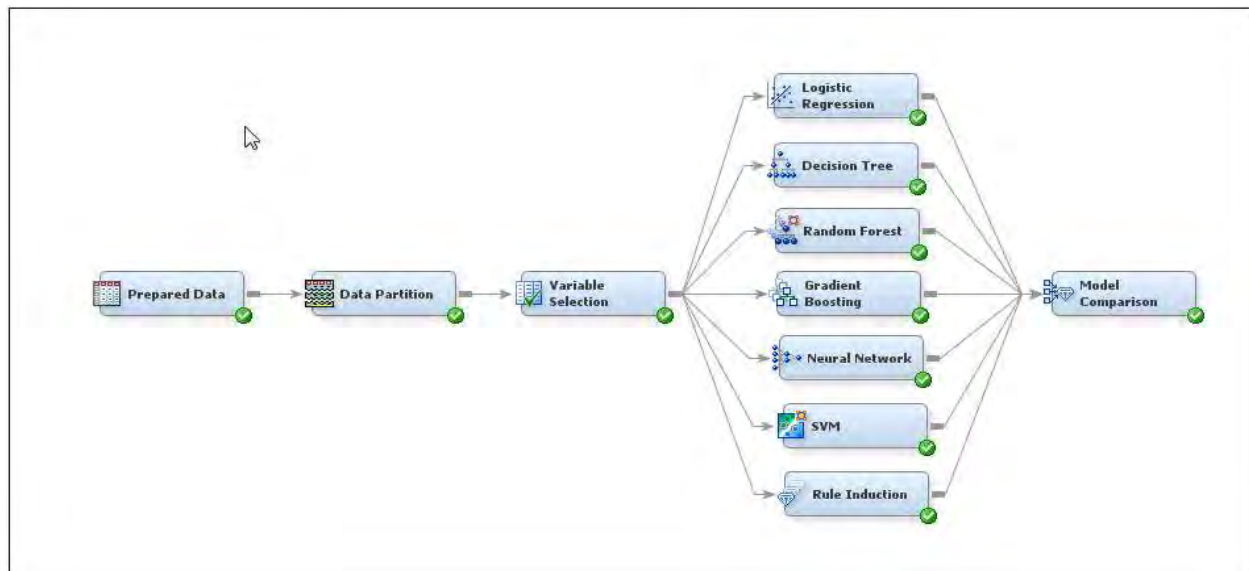 Prepared Data
Data Partition
Variable
Selection
Logistic
Regression
Decision Tree
Random Forest
Gradient
Boosting
Neural Network
SVM
Rule Induction
Model
Comparison